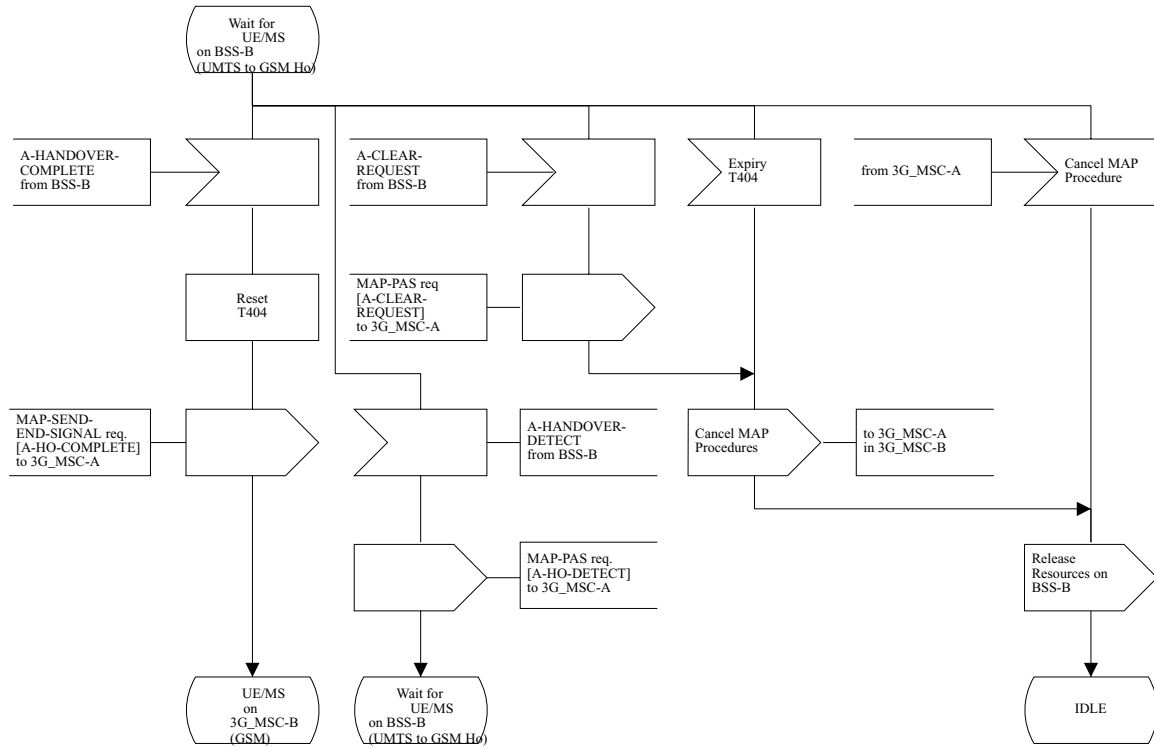 Wait for
UE/MS
on BSS-B
(UMTS to GSM Ho)
A-HANDOVER-
COMPLETE
from BSS-B
A-CLEAR-
REQUEST
from BSS-B
Expiry
T404
from 3G_MSC-A
Cancel MAP
Procedure
Reset
T404
MAP-PAS req
[A-CLEAR-
REQUEST]
to 3G_MSC-A
MAP-SEND-
END-SIGNAL req.
[A-HO-COMPLETE]
to 3G_MSC-A
A-HANDOVER-
DETECT
from BSS-B
Cancel MAP
Procedures
to 3G_MSC-A
in 3G_MSC-B
MAP-PAS req.
[A-HO-DETECT]
to 3G_MSC-A
Release
Resources on
BSS-B
UE/MS
on
3G_MSC-B
(GSM)
Wait for
UE/MS
on BSS-B
(UMTS to GSM Ho)
IDLE